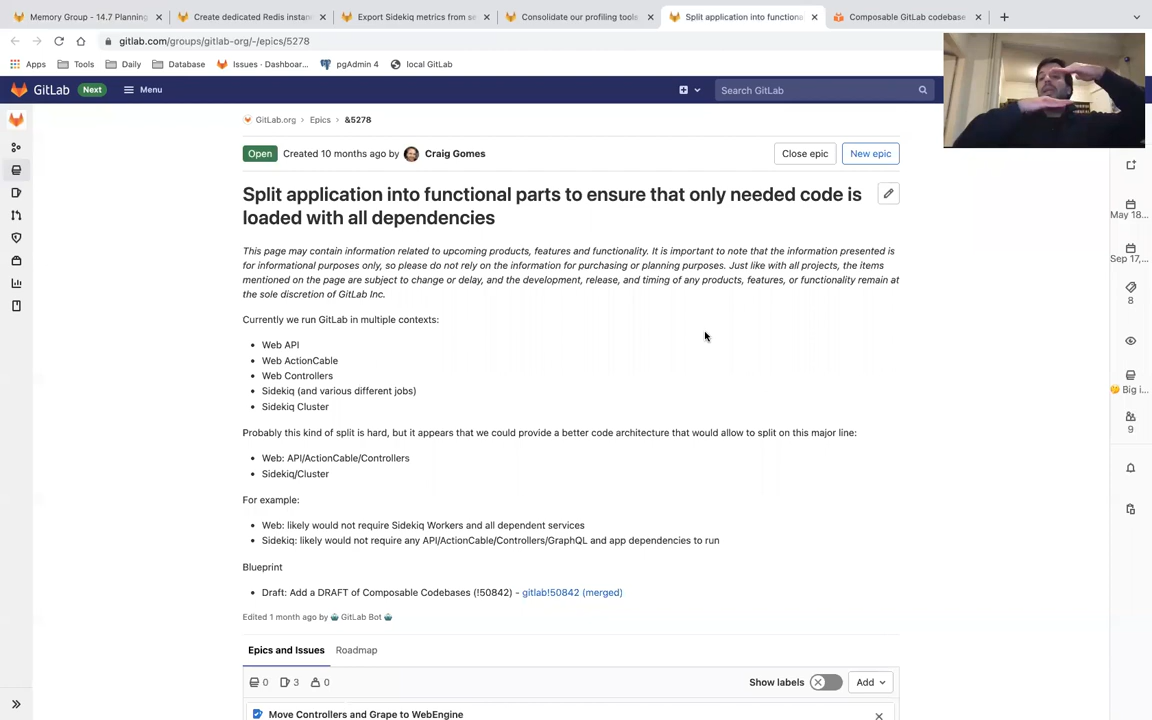 Memory Group - 14.7 Planning
Create dedicated Redis instan
Export Sidekiq metrics from se
Consolidate our profiling tools
Split application into functiona
Composable GitLab codebase
gitlab.com/groups/gitlab-org/-/epics/5278
Apps
Tools
Daily
Database
Issues · Dashboar...
pgAdmin 4
local GitLab
GitLab
Next
Menu
Search GitLab
GitLab.org > Epics > &5278
Open Created 10 months ago by Craig Gomes
Close epic
New epic
Split application into functional parts to ensure that only needed code is
loaded with all dependencies
This page may contain information related to upcoming products, features and functionality. It is important to note that the information presented is
for informational purposes only, so please do not rely on the information for purchasing or planning purposes. Just like with all projects, the items
mentioned on the page are subject to change or delay, and the development, release, and timing of any products, features, or functionality remain at
the sole discretion of GitLab Inc.
Currently we run GitLab in multiple contexts:
• Web API
• Web ActionCable
• Web Controllers
• Sidekiq (and various different jobs)
• Sidekiq Cluster
Probably this kind of split is hard, but it appears that we could provide a better code architecture that would allow to split on this major line:
• Web: API/ActionCable/Controllers
• Sidekiq/Cluster
For example:
• Web: likely would not require Sidekiq Workers and all dependent services
• Sidekiq: likely would not require any API/ActionCable/Controllers/GraphQL and app dependencies to run
Blueprint
• Draft: Add a DRAFT of Composable Codebases (!50842) - gitlab!50842 (merged)
Edited 1 month ago by 🤖 GitLab Bot 🤖
Epics and Issues
Roadmap
0
3
0
Show labels
Add
Move Controllers and Grape to WebEngine
May 18...
Sep 17,...
8
Big i...
9